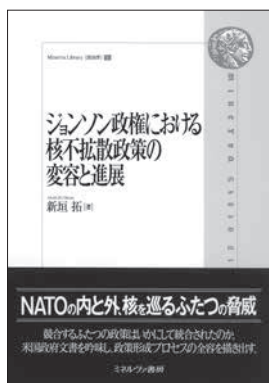 Minerva Library〈政治学〉
ジョンソン政権における
核不拡散政策の
変容と進展
新垣 拓[著]
NATOの内と外、核を巡るふたつの脅威
競合するふたつの政策はいかにして統合されたのか。
米国政府文書を吟味し、政策形成プロセスの全容を描き出す。
ミネルヴァ書房